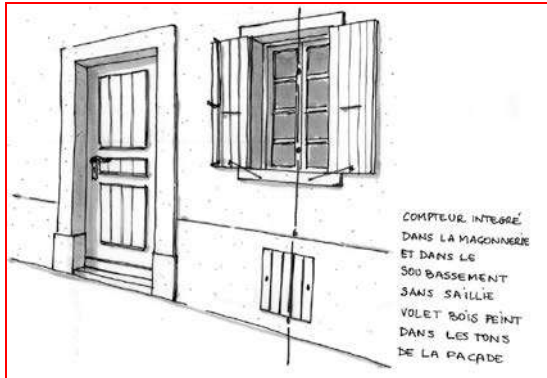 COMPTEUR INTEGRÉ
DANS LA MAÇONNERIE
ET DANS LE
SOUBASSEMENT
SANS SAILLIE
VOLET BOIS PEINT
DANS LES TONS
DE LA FAÇADE